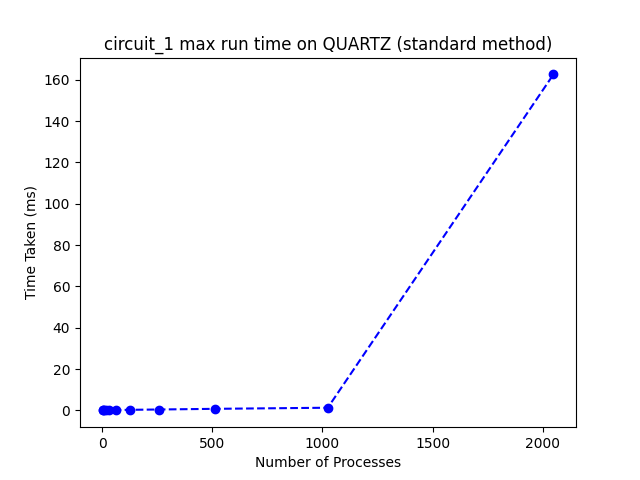 circuit_1 max run time on QUARTZ (standard method)
Time Taken (ms)
160
140
120
100
80
60
40
20
0
0 500 1000 1500 2000
Number of Processes